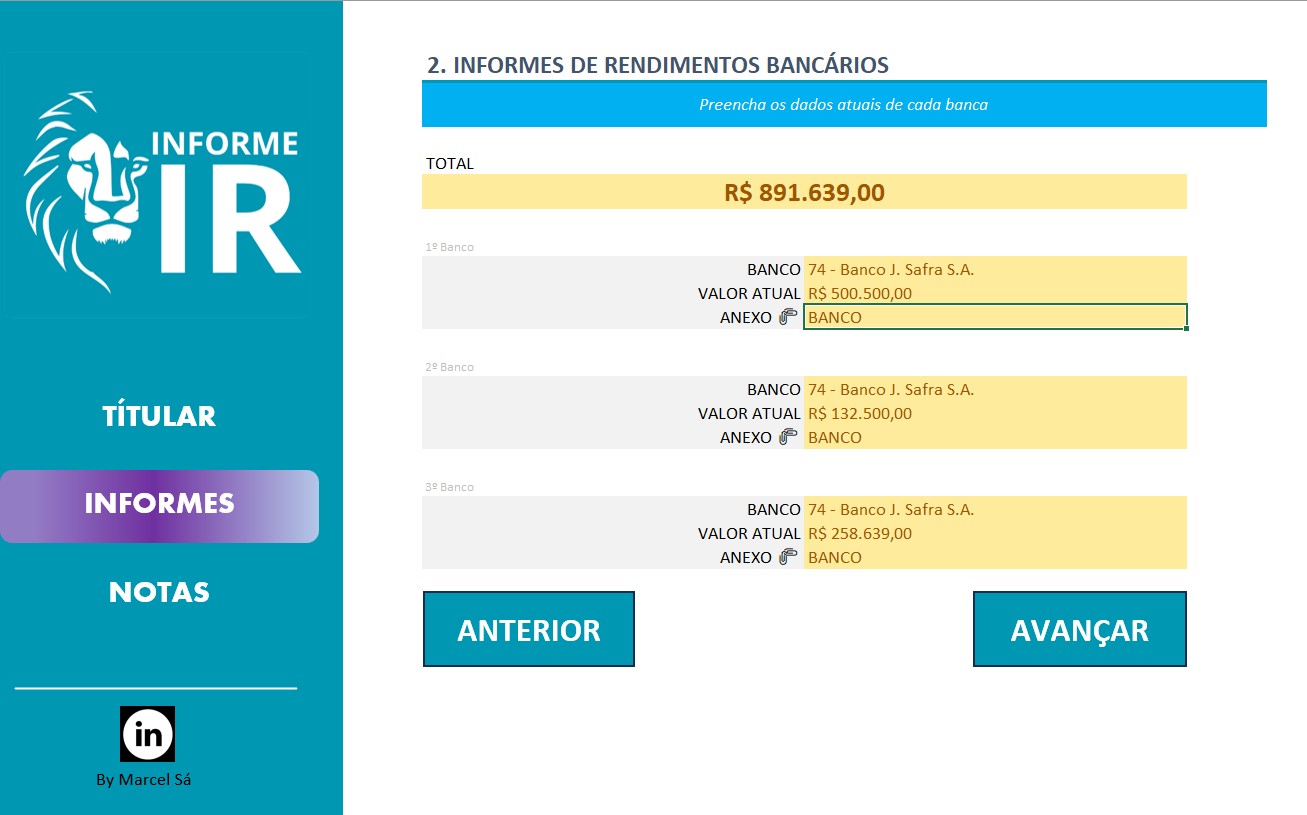 INFORME
IR
TÍTULAR
INFORMES
NOTAS
in
By Marcel Sá
2. INFORMES DE RENDIMENTOS BANCÁRIOS
Preencha os dados atuais de cada banca
TOTAL
R$ 891.639,00
1º Banco
BANCO 74 - Banco J. Safra S.A.
VALOR ATUAL R$ 500.500,00
ANEXO BANCO
2º Banco
BANCO 74 - Banco J. Safra S.A.
VALOR ATUAL R$ 132.500,00
ANEXO BANCO
3º Banco
BANCO 74 - Banco J. Safra S.A.
VALOR ATUAL R$ 258.639,00
ANEXO BANCO
ANTERIOR
AVANÇAR